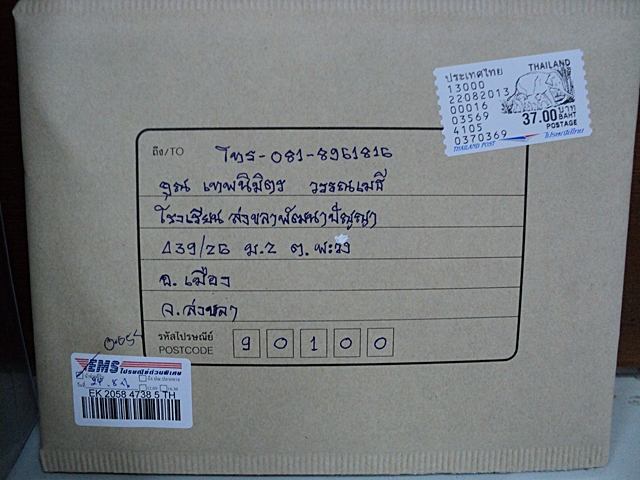 ประเทศไทย THAILAND
13000
22082013
00016
03569
4105
0370369
37.00 บาท BAHT
POSTAGE
THAILAND POST ไปรษณีย์ไทย
ถึง/TO โทร-081-8961816
คุณ เทพนิมิตร วรรณเมธี
โรงเรียน สงขลาพัฒนาปัญญา
439/26 ม.2 ต. พะวง
อ. เมือง
จ. สงขลา
รหัสไปรษณีย์
POSTCODE 9 0 1 0 0
EMS ไปรษณีย์ด่วนพิเศษ
EK 2058 4738 5 TH